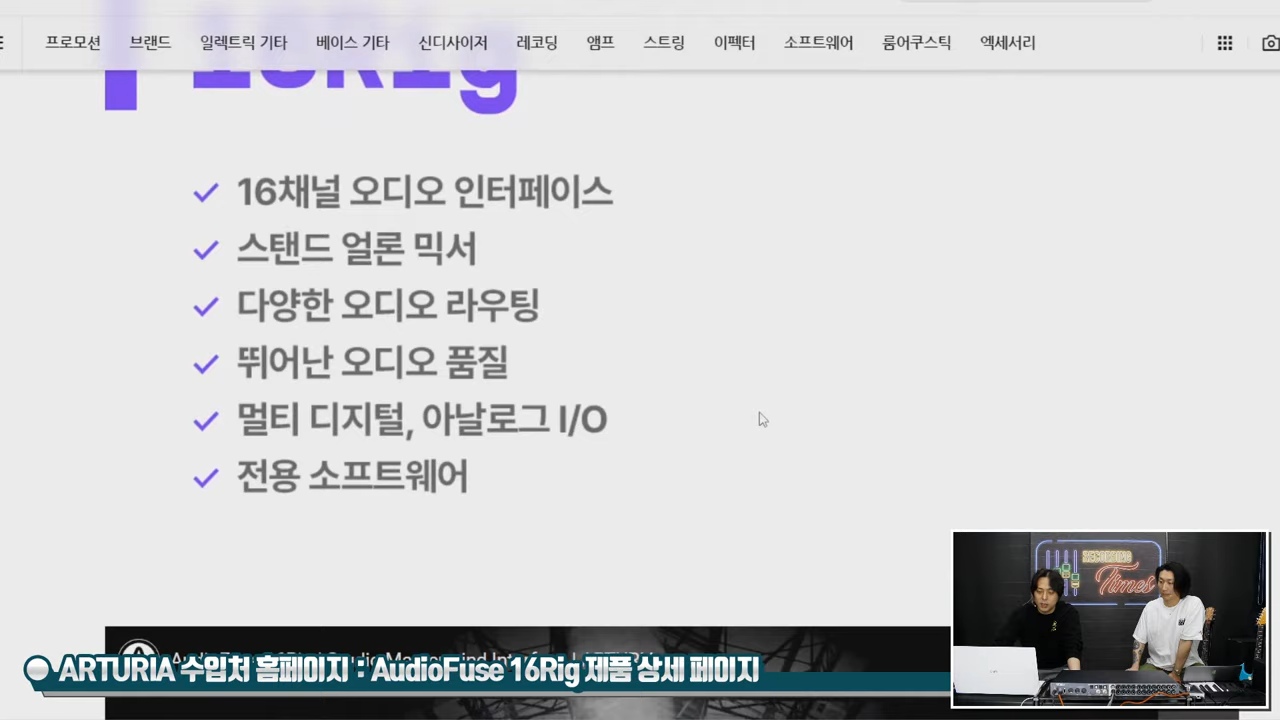 프로모션 브랜드 일렉트릭 기타 베이스 기타 신디사이저 레코딩 앰프 스트링 이펙터 소프트웨어 룸어쿠스틱 엑세서리
16Rig
16채널 오디오 인터페이스
스탠드 얼론 믹서
다양한 오디오 라우팅
뛰어난 오디오 품질
멀티 디지털, 아날로그 I/O
전용 소프트웨어
RECORDING
Times
ARTURIA 수입처 홈페이지 : AudioFuse 16Rig 제품 상세 페이지